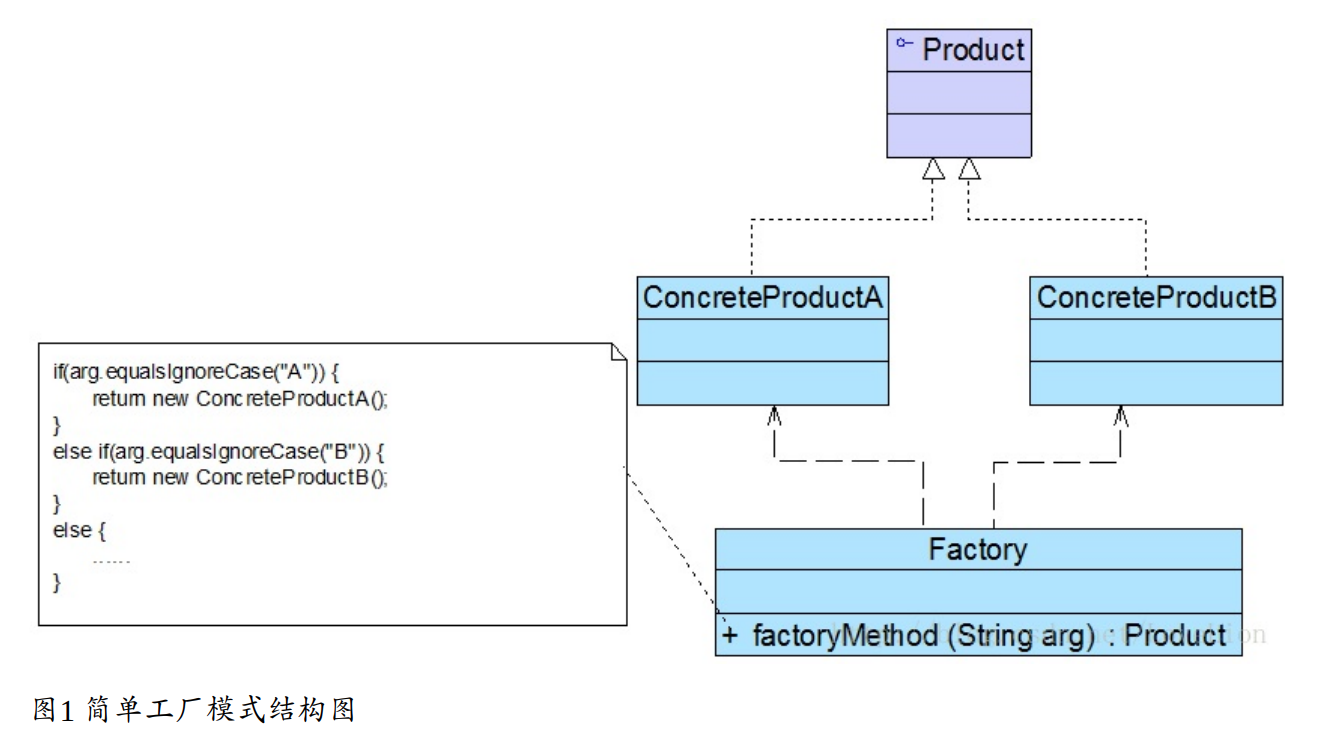 Product
ConcreteProductA
ConcreteProductB
if(arg.equalsIgnoreCase("A")) {
return new ConcreteProductA();
}
else if(arg.equalsIgnoreCase("B")) {
return new ConcreteProductB();
}
else {
......
}
Factory
+ factoryMethod (String arg) : Product
图1 简单工厂模式结构图